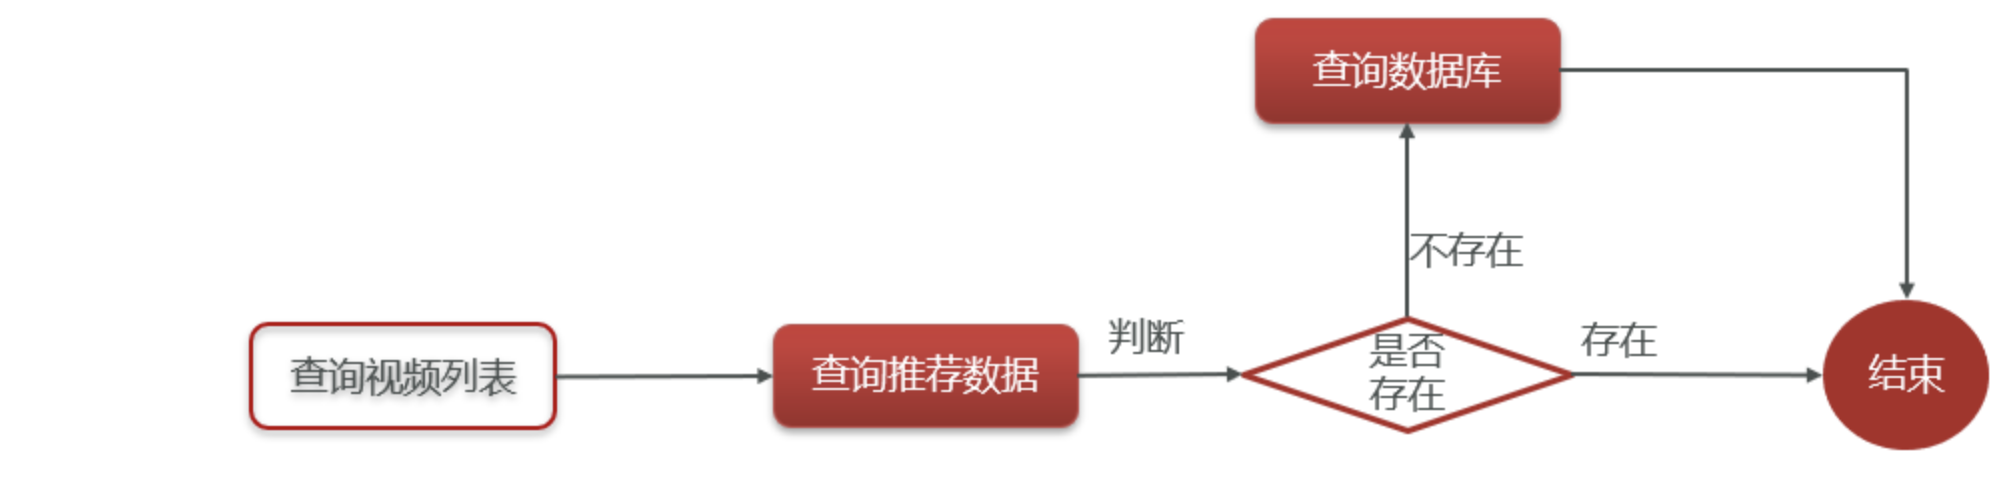 查询数据库
不存在
查询视频列表
查询推荐数据
判断
是否
存在
存在
结束